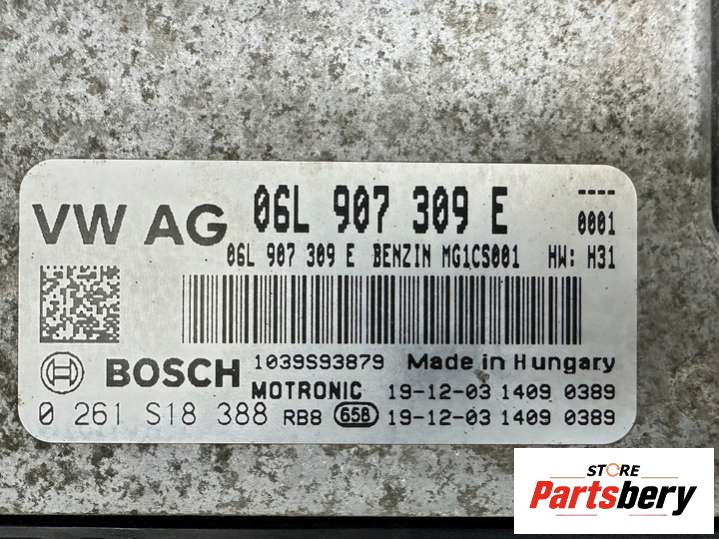 VW AG 06L 907 309 E ----
0001
06L 907 309 E BENZIN MG1CS001 HW: H31
BOSCH 1039S93879 Made in Hungary
MOTRONIC 19-12-03 1409 0389
0 261 S18 388 RB8 658 19-12-03 1409 0389
STORE
Partsbery